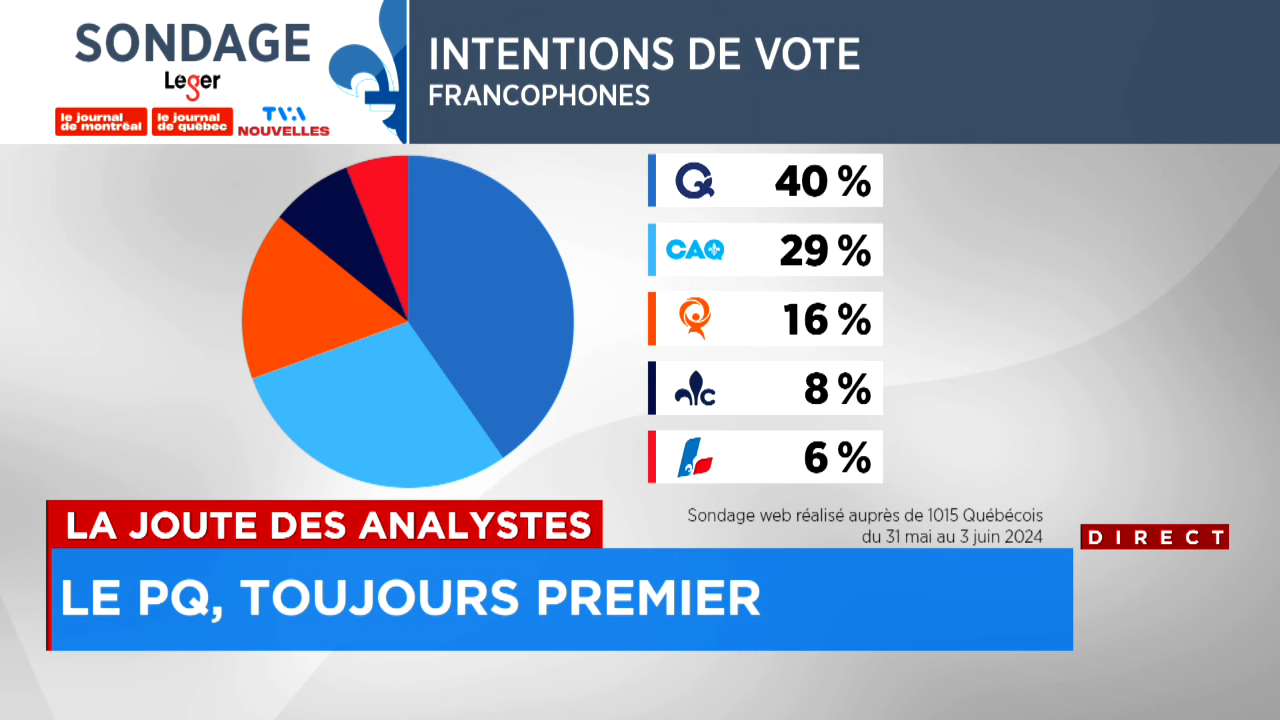 SONDAGE
Leger
le journal de montréal
le journal de québec
TVA NOUVELLES
INTENTIONS DE VOTE
FRANCOPHONES
40 %
CAQ 29 %
16 %
C 8 %
6 %
Sondage web réalisé auprès de 1015 Québécois
du 31 mai au 3 juin 2024
LA JOUTE DES ANALYSTES
DIRECT
LE PQ, TOUJOURS PREMIER